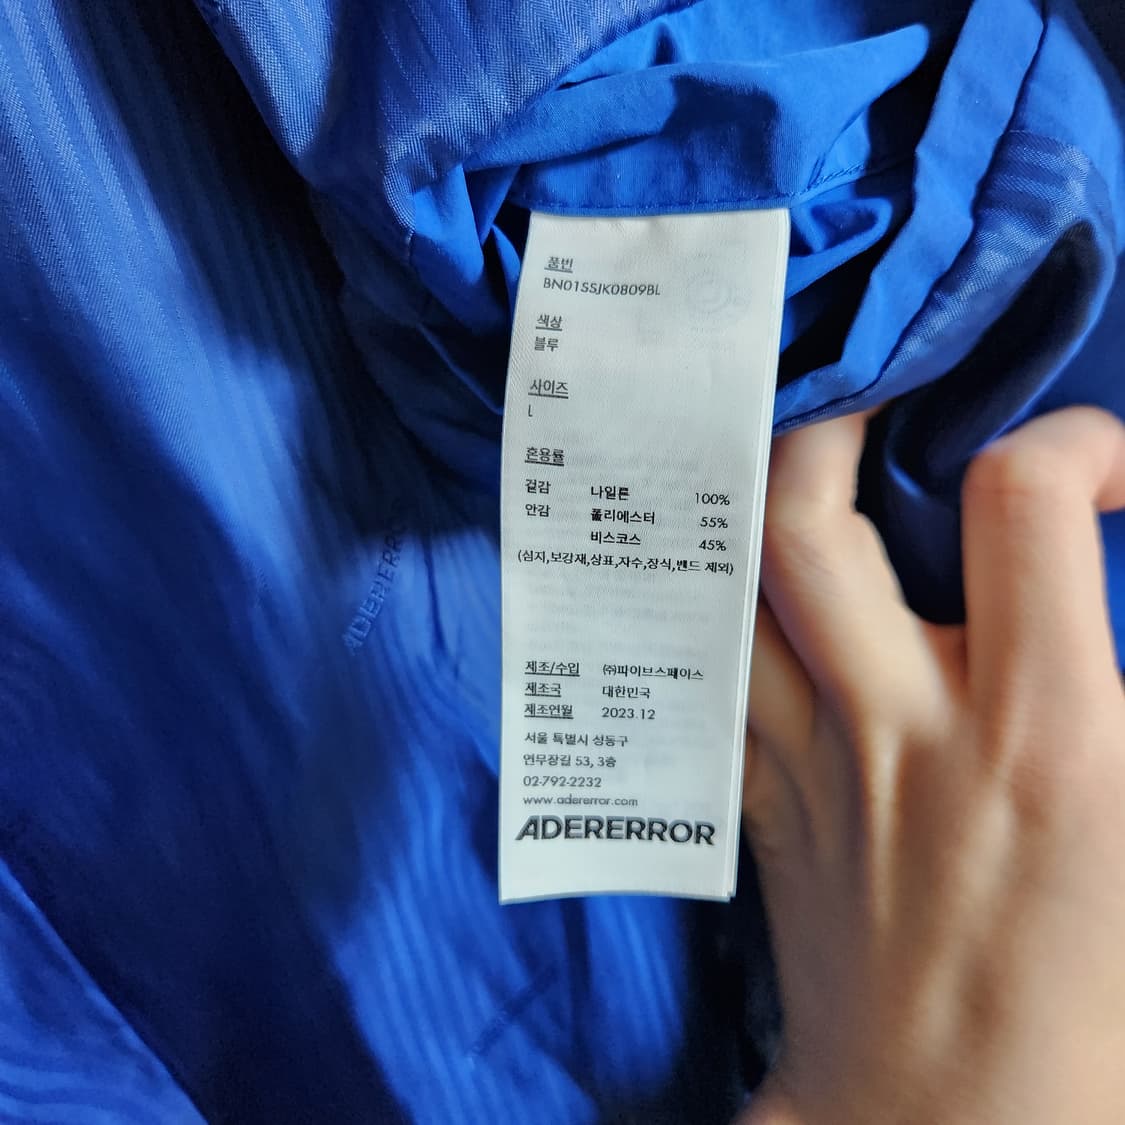 품번
BN01SSJK0809BL
색상
블루
사이즈
L
혼용률
겉감 나일론 100%
안감 폴리에스터 55%
비스코스 45%
(심지,보강재,상표,자수,장식,밴드 제외)
제조/수입 ㈜파이브스페이스
제조국 대한민국
제조연월 2023.12
서울 특별시 성동구
연무장길 53, 3층
02-792-2232
www.adererror.com
ADERERROR
ADERERROR